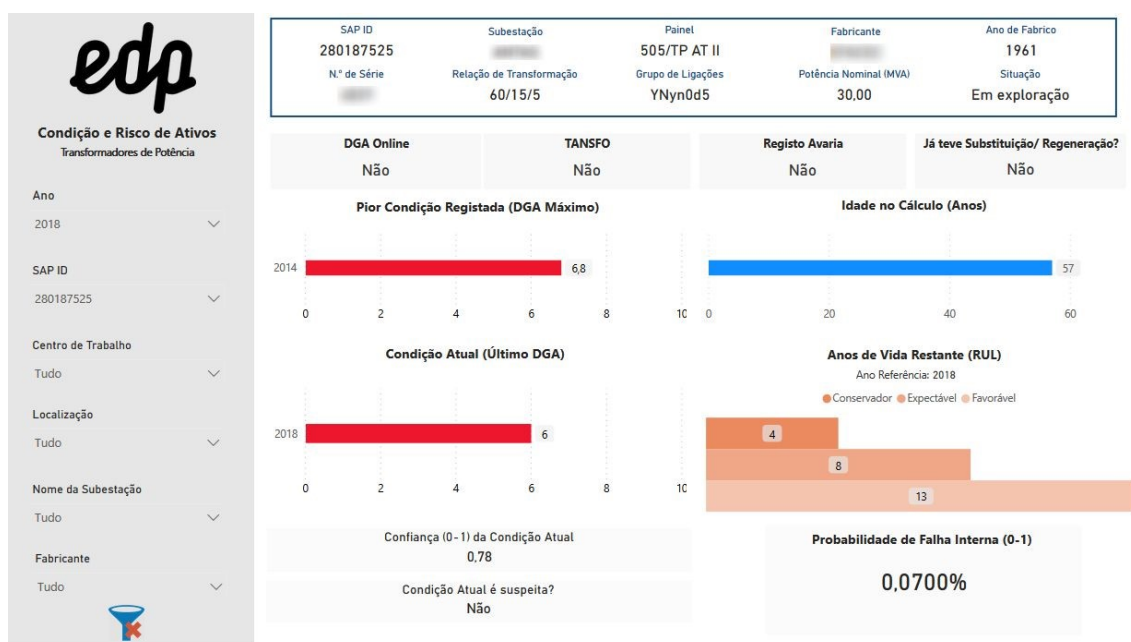 edp
Condição e Risco de Ativos
Transformadores de Potência
Ano
2018
SAP ID
280187525
Centro de Trabalho
Tudo
Localização
Tudo
Nome da Subestação
Tudo
Fabricante
Tudo
SAP ID Subestação Painel Fabricante Ano de Fabrico
280187525 505/TP AT II 1961
N.º de Série Relação de Transformação Grupo de Ligações Potência Nominal (MVA) Situação
60/15/5 YNyn0d5 30,00 Em exploração
DGA Online TANSFO Registo Avaria Já teve Substituição/ Regeneração?
Não Não Não Não
Pior Condição Registada (DGA Máximo)
2014 6,8
0 2 4 6 8 10
Idade no Cálculo (Anos)
57
0 20 40 60
Condição Atual (Último DGA)
2018 6
0 2 4 6 8 10
Anos de Vida Restante (RUL)
Ano Referência: 2018
Conservador Expectável Favorável
4
8
13
Confiança (0-1) da Condição Atual
0,78
Condição Atual é suspeita?
Não
Probabilidade de Falha Interna (0-1)
0,0700%